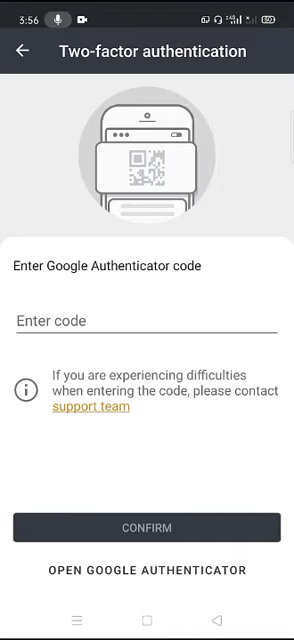 3:56
Two-factor authentication
Enter Google Authenticator code
Enter code
If you are experiencing difficulties
when entering the code, please contact
support team
CONFIRM
OPEN GOOGLE AUTHENTICATOR